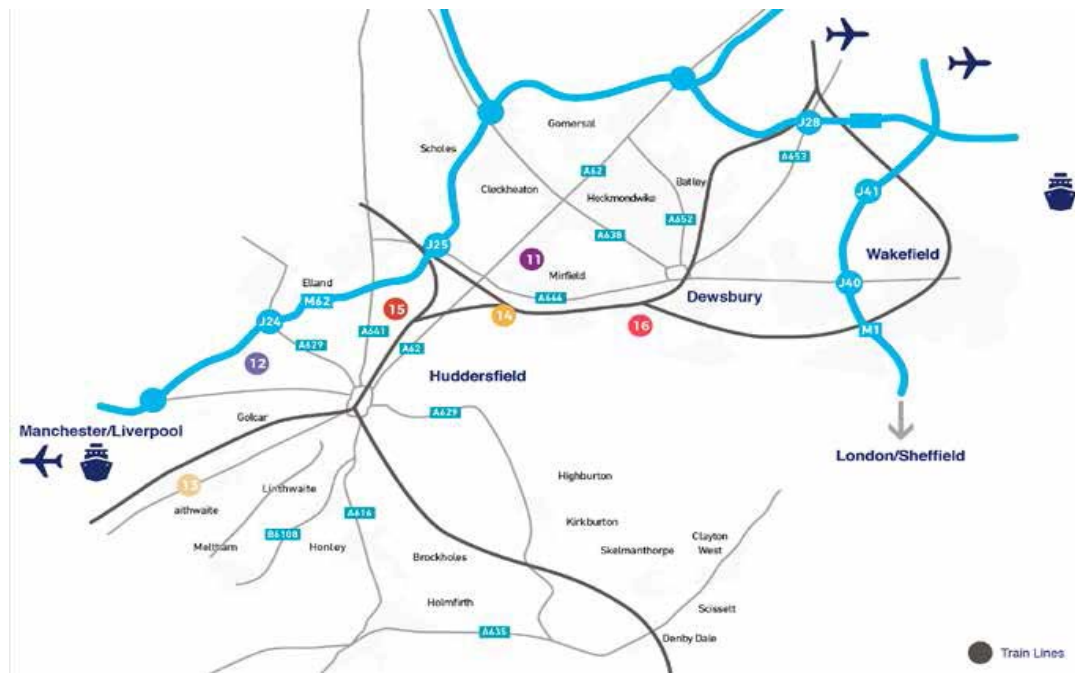 J28
Gomersal
Scholes
A62
A653
Cleckheaton
Heckmondwike
Batley
J41
A652
A638
J25
11
Wakefield
Mirfield
Elland
J40
M62
A644
Dewsbury
15
14
16
J24
A641
M1
A629
A62
12
Huddersfield
A629
Golcar
Manchester/Liverpool
London/Sheffield
Highburton
13
Linthwaite
aithwaite
A616
Kirkburton
B6108
Clayton
West
Meltham
Honley
Skelmanthorpe
Brockholes
Holmfirth
Scissett
A635
Denby Dale
Train Lines